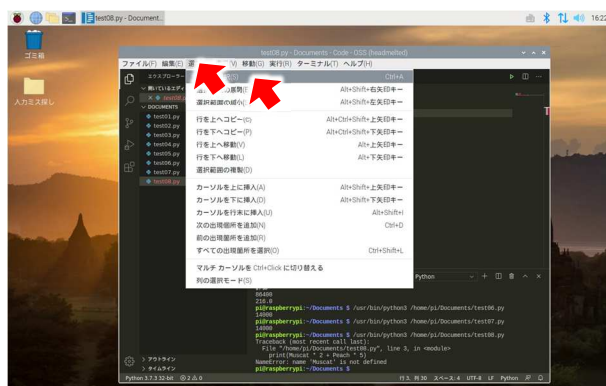 test08.py - Document...
16:22
ゴミ箱
入力ミス探し
test08.py - Documents - Code - OSS (headmelted)
ファイル(F) 編集(E) 移動(G) 実行(R) ターミナル(T) ヘルプ(H)
エクスプローラー
Ctrl+A
Alt+Shift+右矢印キー
開いているエディ
選択範囲の縮小
Alt+Shift+左矢印キー
DOCUMENTS
test01.py
行を上へコピー(C)
Alt+Ctrl+Shift+上矢印キー
test02.py
行を下へコピー(P)
Alt+Ctrl+Shift+下矢印キー
test03.py
行を上へ移動(V)
Alt+上矢印キー
test04.py
行を下へ移動(L)
Alt+下矢印キー
test05.py
選択範囲の複製(D)
test06.py
test07.py
カーソルを上に挿入(A)
Alt+Shift+上矢印キー
test08.py
カーソルを下に挿入(D)
Alt+Shift+下矢印キー
カーソルを行末に挿入(U)
Alt+Shift+I
次の出現個所を追加(N)
Ctrl+D
前の出現箇所を追加(R)
すべての出現箇所を選択(O)
Ctrl+Shift+L
マルチ カーソルを Ctrl+Click に切り替える
列の選択モード(S)
Python
86400
216.0
pi@raspberrypi:~/Documents $ /usr/bin/python3 /home/pi/Documents/test06.py
14000
pi@raspberrypi:~/Documents $ /usr/bin/python3 /home/pi/Documents/test07.py
14000
pi@raspberrypi:~/Documents $ /usr/bin/python3 /home/pi/Documents/test08.py
Traceback (most recent call last):
File "/home/pi/Documents/test08.py", line 3, in <module>
print(Muscat * 2 + Peach * 5)
NameError: name 'Muscat' is not defined
pi@raspberrypi:~/Documents $
アウトライン
タイムライン
Python 3.7.3 32-bit 2 0
行 3、列 30 スペース: 4 UTF-8 LF Python